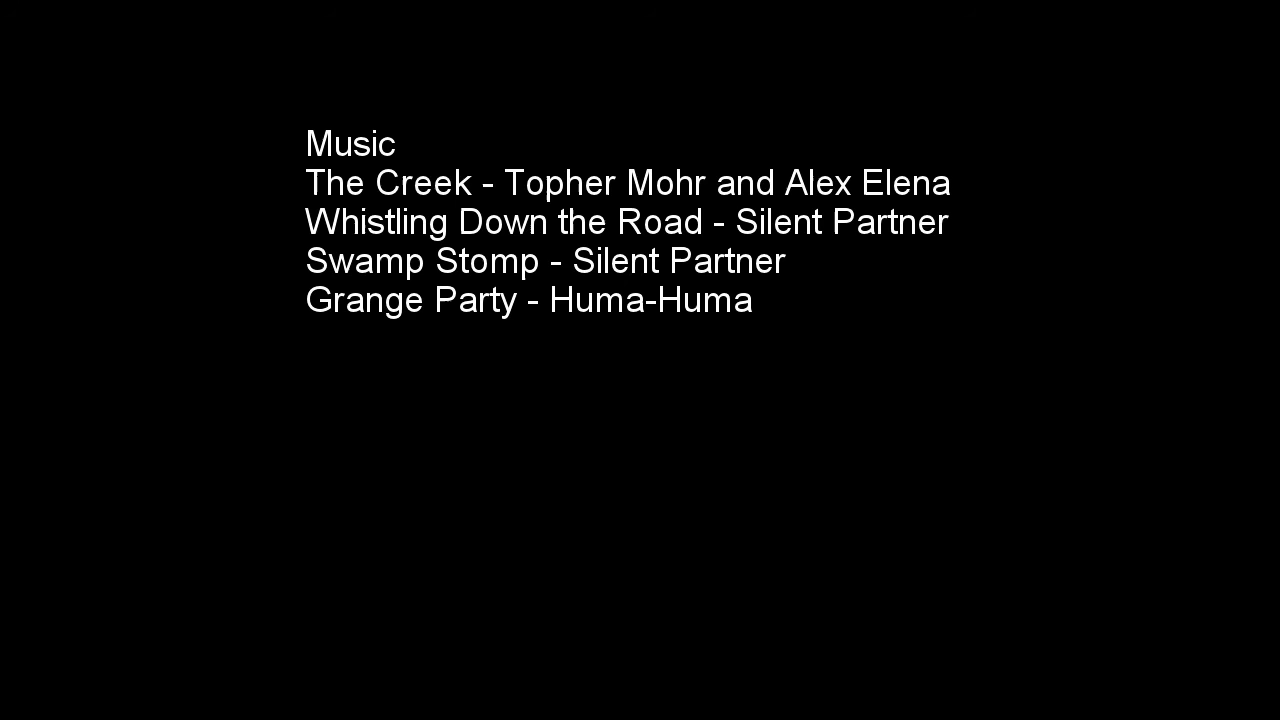 Music
The Creek - Topher Mohr and Alex Elena
Whistling Down the Road - Silent Partner
Swamp Stomp - Silent Partner
Grange Party - Huma-Huma